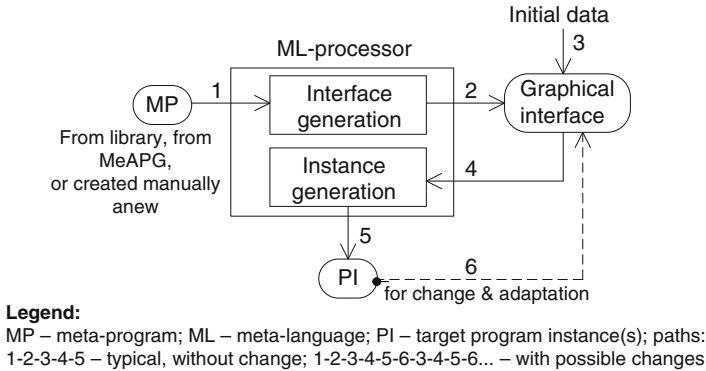 Initial data
3
ML-processor
MP
1
Interface
generation
2
Graphical
interface
From library, from
MeAPG,
or created manually
anew
Instance
generation
4
5
PI
6
for change & adaptation
Legend:
MP – meta-program; ML – meta-language; PI – target program instance(s); paths:
1-2-3-4-5 – typical, without change; 1-2-3-4-5-6-3-4-5-6... – with possible changes